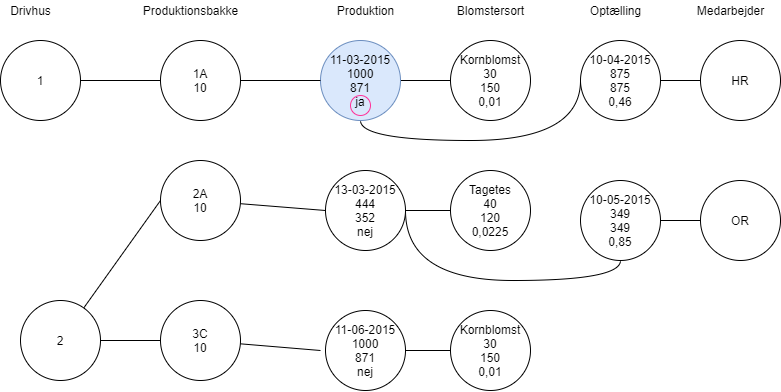 Drivhus
Produktionsbakke
Produktion
Blomstersort
Optælling
Medarbejder
1
1A
10
11-03-2015
1000
871
ja
Kornblomst
30
150
0,01
10-04-2015
875
875
0,46
HR
2A
10
13-03-2015
444
352
nej
Tagetes
40
120
0,0225
10-05-2015
349
349
0,85
OR
2
3C
10
11-06-2015
1000
871
nej
Kornblomst
30
150
0,01